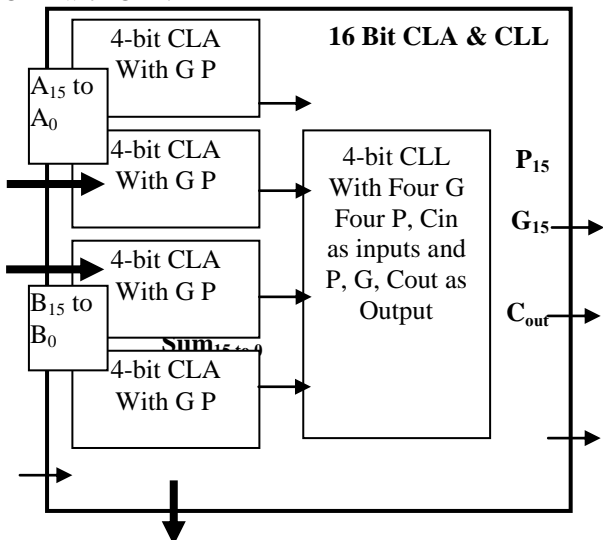 16 Bit CLA & CLL
4-bit CLA
With G P
A₁₅ to
A₀
4-bit CLA
With G P
4-bit CLA
With G P
B₁₅ to
B₀
Sum₁₅ ₜₒ ₀
4-bit CLA
With G P
4-bit CLL
With Four G
Four P, Cin
as inputs and
P, G, Cout as
Output
P₁₅
G₁₅
Cₒᵤₜ